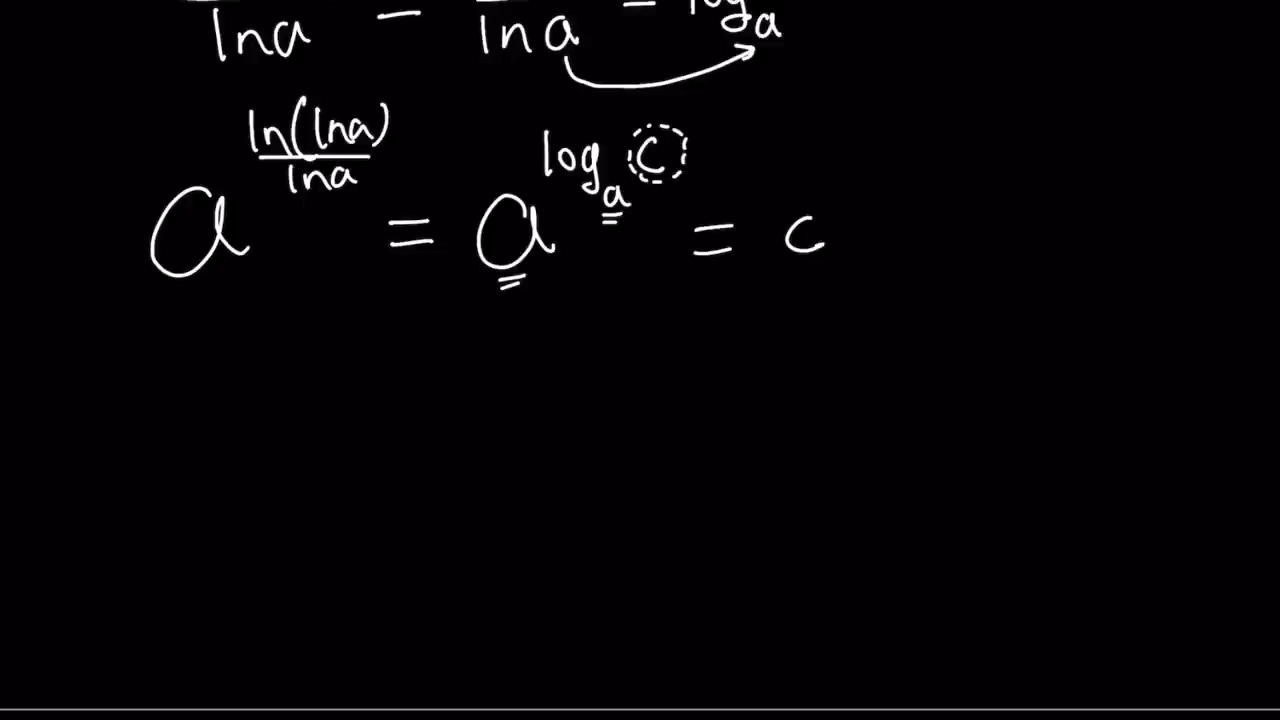 ln a = ln a = log_a
a^(ln(ln a)/ln a) = a^(log_a c) = c